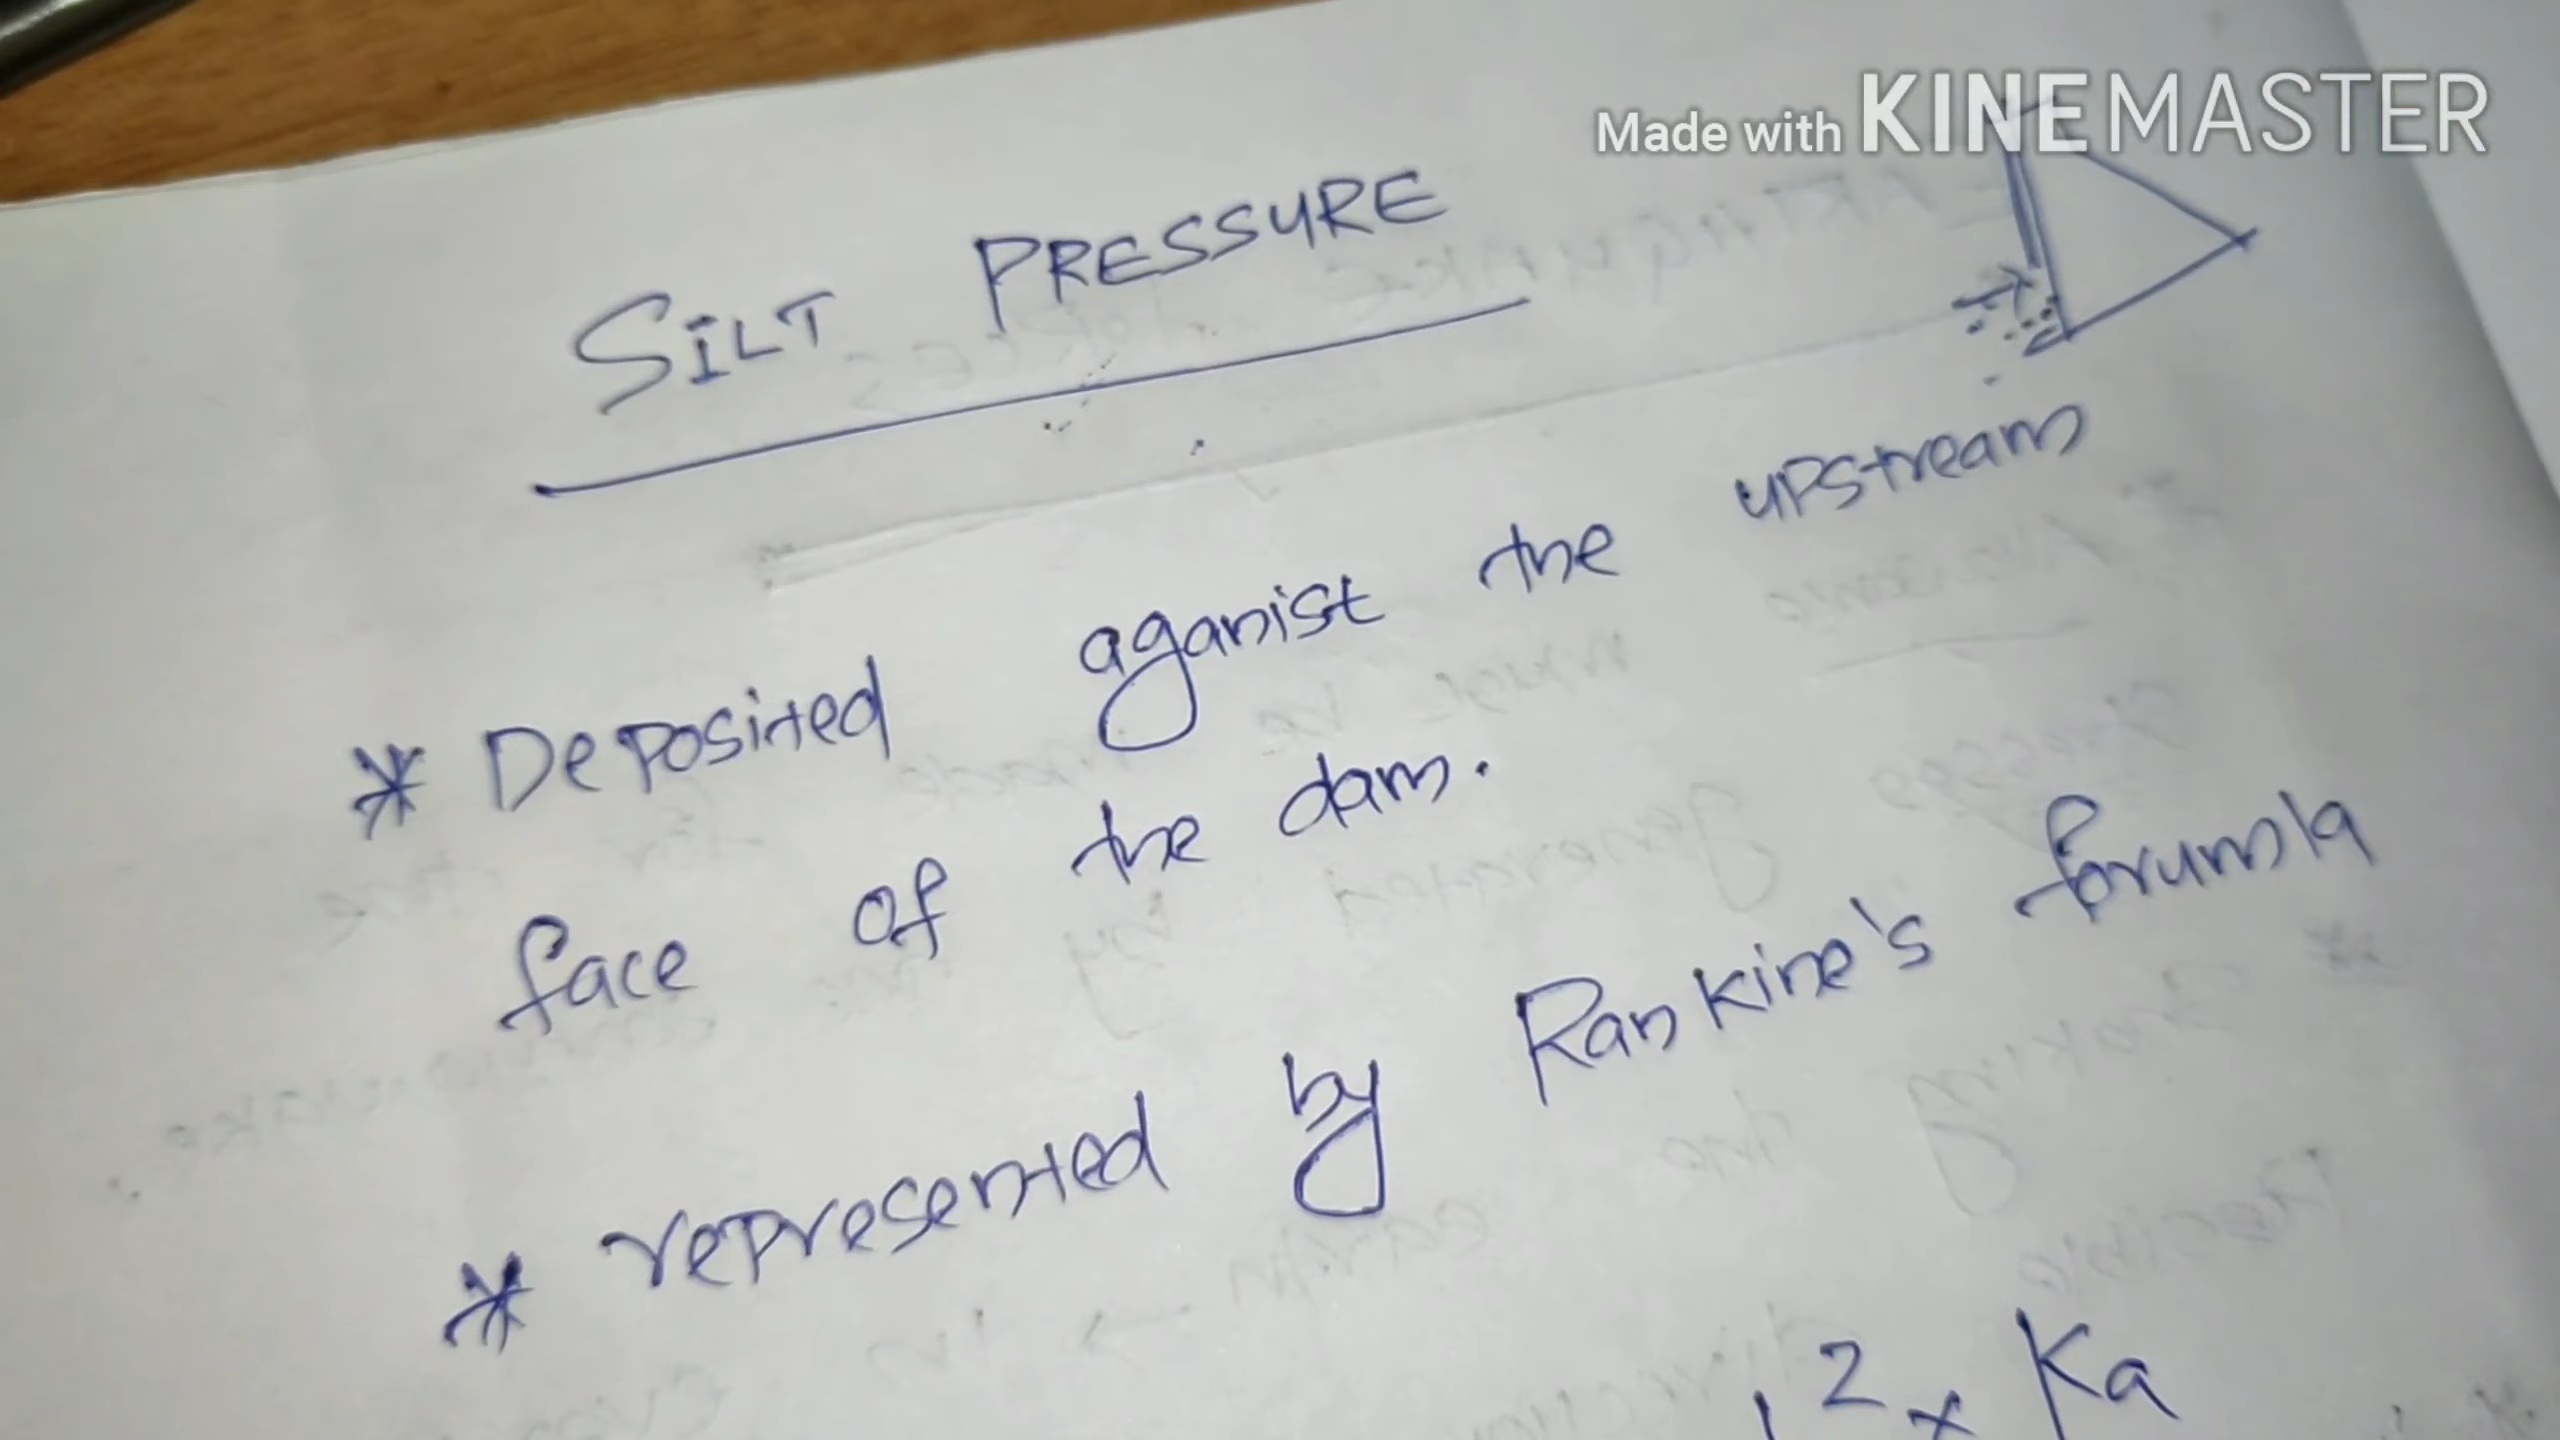 Made with KINEMASTER
SILT PRESSURE
* Deposited aganist the upstream
face of the dam.
* represented by Rankine's forumla
2 x Ka